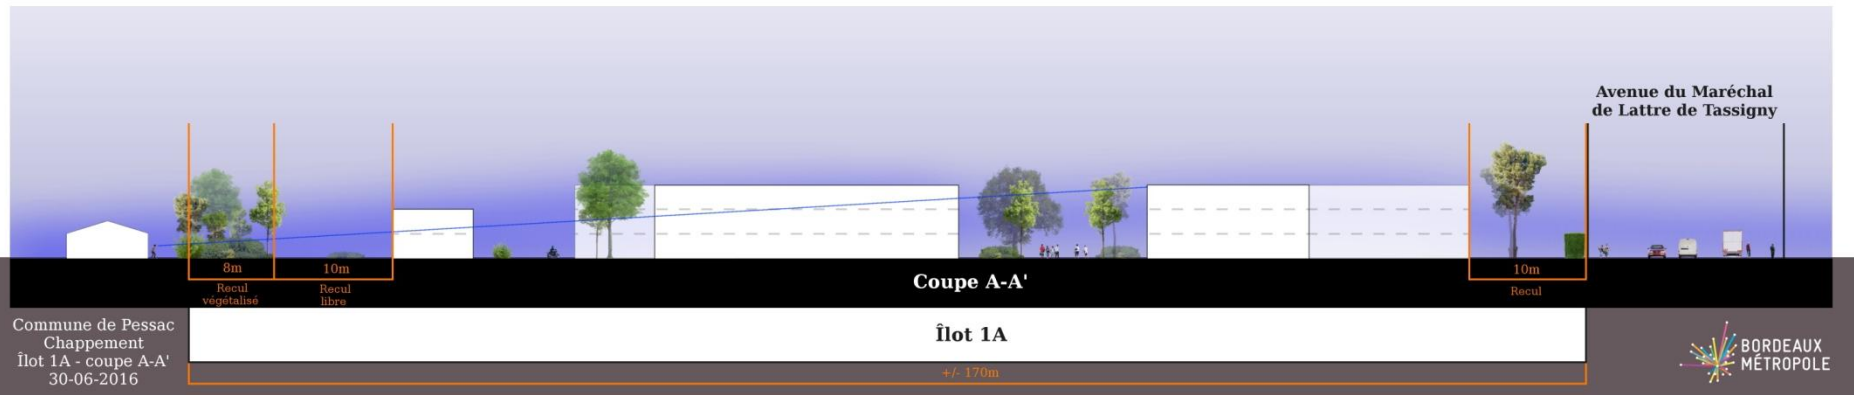 Avenue du Maréchal
de Lattre de Tassigny
8m
10m
10m
Recul
végétalisé
Recul
libre
Recul
Coupe A-A'
Îlot 1A
Commune de Pessac
Chappement
Îlot 1A - coupe A-A'
30-06-2016
+/- 170m
BORDEAUX
MÉTROPOLE